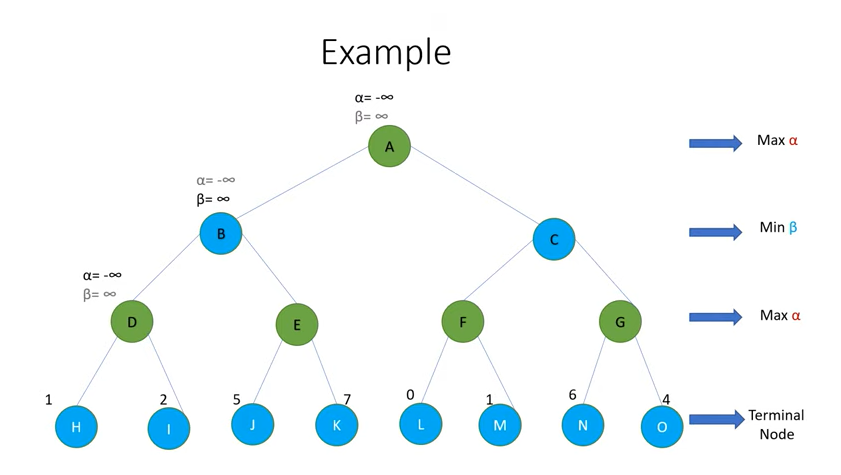 Example
α= -∞
β= ∞
A
Max α
α= -∞
β= ∞
B
C
Min β
α= -∞
β= ∞
D
E
F
G
Max α
1
2
5
7
0
1
6
4
H
I
J
K
L
M
N
O
Terminal
Node